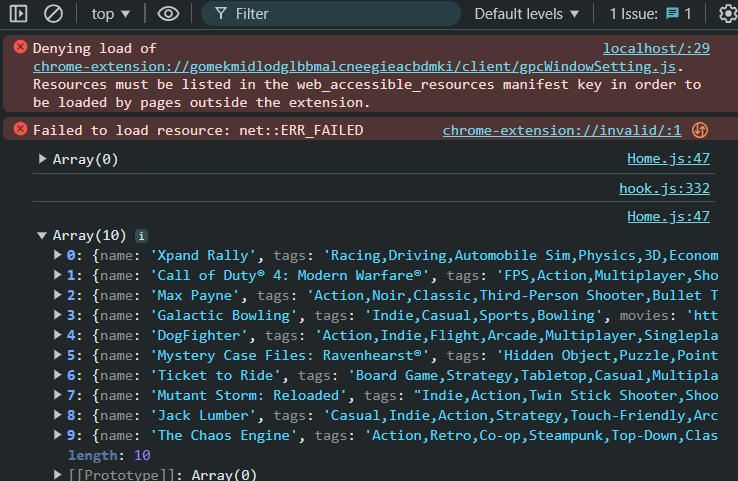 top ▼ Filter Default levels ▼ 1 Issue: 1
Denying load of localhost/:29
chrome-extension://gomekmidlodglbbmalcneegieacbdmki/client/gpcWindowSetting.js.
Resources must be listed in the web_accessible_resources manifest key in order to
be loaded by pages outside the extension.
Failed to load resource: net::ERR_FAILED chrome-extension://invalid/:1
▶ Array(0) Home.js:47
hook.js:332
Home.js:47
▼ Array(10) i
▶ 0: {name: 'Xpand Rally', tags: 'Racing,Driving,Automobile Sim,Physics,3D,Econom
▶ 1: {name: 'Call of Duty® 4: Modern Warfare®', tags: 'FPS,Action,Multiplayer,Sho
▶ 2: {name: 'Max Payne', tags: 'Action,Noir,Classic,Third-Person Shooter,Bullet T
▶ 3: {name: 'Galactic Bowling', tags: 'Indie,Casual,Sports,Bowling', movies: 'htt
▶ 4: {name: 'DogFighter', tags: 'Action,Indie,Flight,Arcade,Multiplayer,Singlepla
▶ 5: {name: 'Mystery Case Files: Ravenhearst®', tags: 'Hidden Object,Puzzle,Point
▶ 6: {name: 'Ticket to Ride', tags: 'Board Game,Strategy,Tabletop,Casual,Multipla
▶ 7: {name: 'Mutant Storm: Reloaded', tags: "Indie,Action,Twin Stick Shooter,Shoo
▶ 8: {name: 'Jack Lumber', tags: 'Casual,Indie,Action,Strategy,Touch-Friendly,Arc
▶ 9: {name: 'The Chaos Engine', tags: 'Action,Retro,Co-op,Steampunk,Top-Down,Clas
length: 10
▶ [[Prototype]]: Array(0)